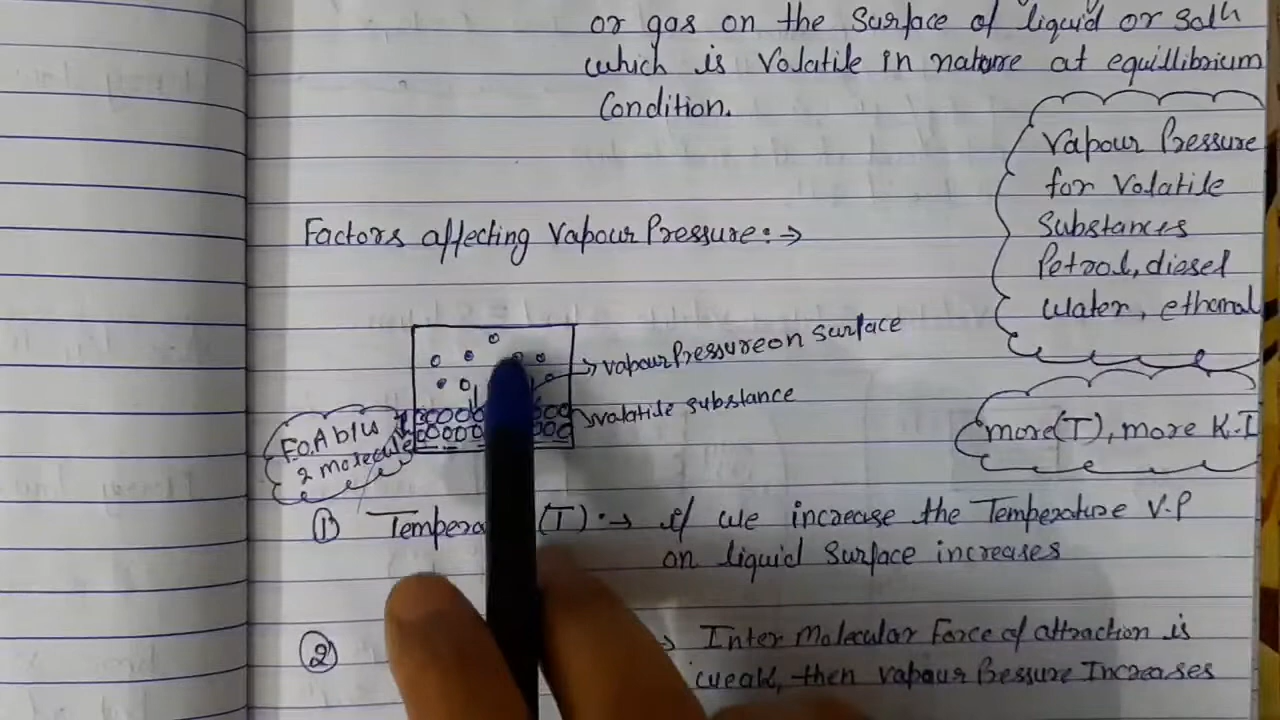 or gas on the Surface of liquid or
which is Volatile in nature at equillibrium
Condition.
Vapour Pressure
for Volatile
Substances
Petrol, diesel
Water, ethanol
Factors affecting Vapour Pressure:→
vapour Pressure on surface
volatile substance
F.O.A b/w
2 molecule
more(T), more K.E
① (T)·→ if we increase the Temperature V.P
on liquid Surface increases
② → Inter Molecular Force of attraction is
weak, then vapour Pressure Increases